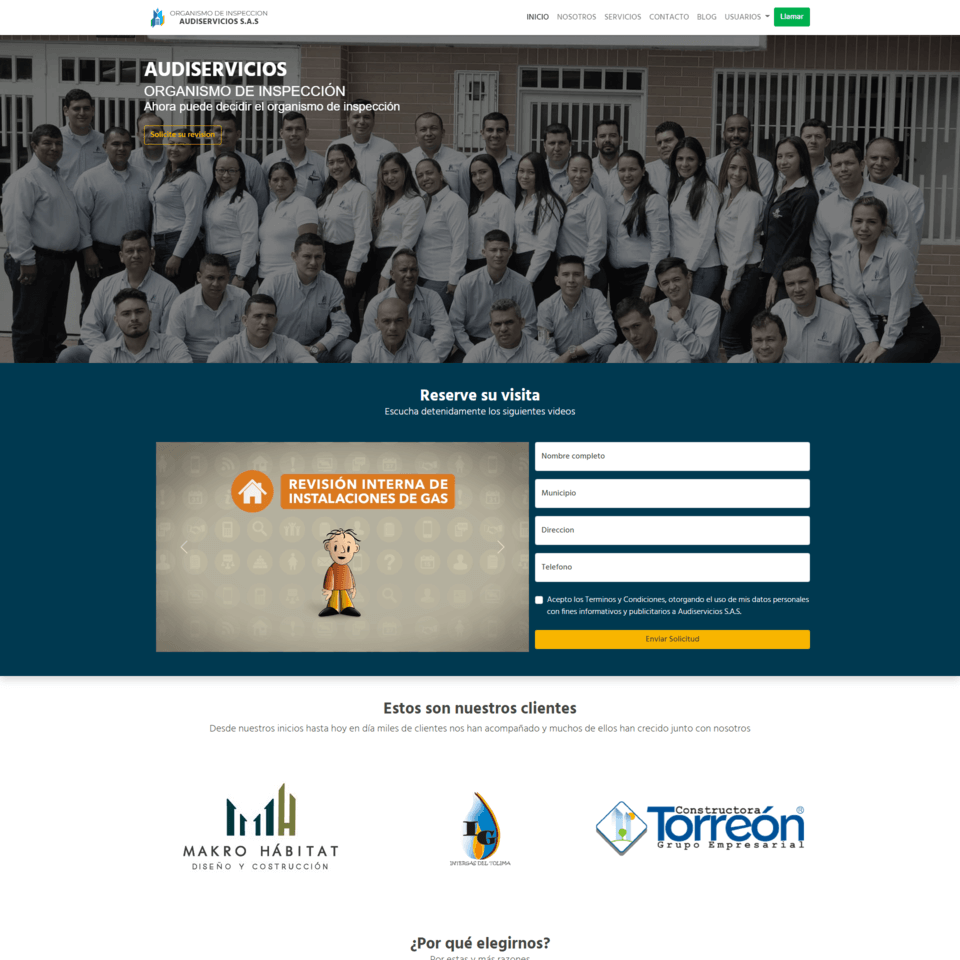 ORGANISMO DE INSPECCION
AUDISERVICIOS S.A.S
INICIO NOSOTROS SERVICIOS CONTACTO BLOG USUARIOS Llamar
AUDISERVICIOS
ORGANISMO DE INSPECCIÓN
Ahora puede decidir el organismo de inspección
Solicite su revision
Reserve su visita
Escucha detenidamente los siguientes videos
REVISIÓN INTERNA DE
INSTALACIONES DE GAS
Nombre completo
Municipio
Direccion
Telefono
Acepto los Terminos y Condiciones, otorgando el uso de mis datos personales
con fines informativos y publicitarios a Audiservicios S.A.S.
Enviar Solicitud
Estos son nuestros clientes
Desde nuestros inicios hasta hoy en día miles de clientes nos han acompañado y muchos de ellos han crecido junto con nosotros
MAKRO HÁBITAT
DISEÑO Y COSTRUCCIÓN
IG
INTERGAS DEL TOLIMA
Constructora
Torreón®
Grupo Empresarial
¿Por qué elegirnos?
Por estas y más razones